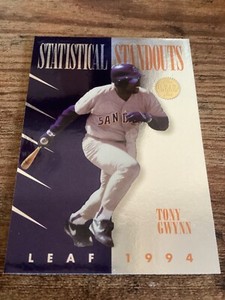 STATISTICAL STANDOUTS
SAN D
TONY
GWYNN
LEAF 1994